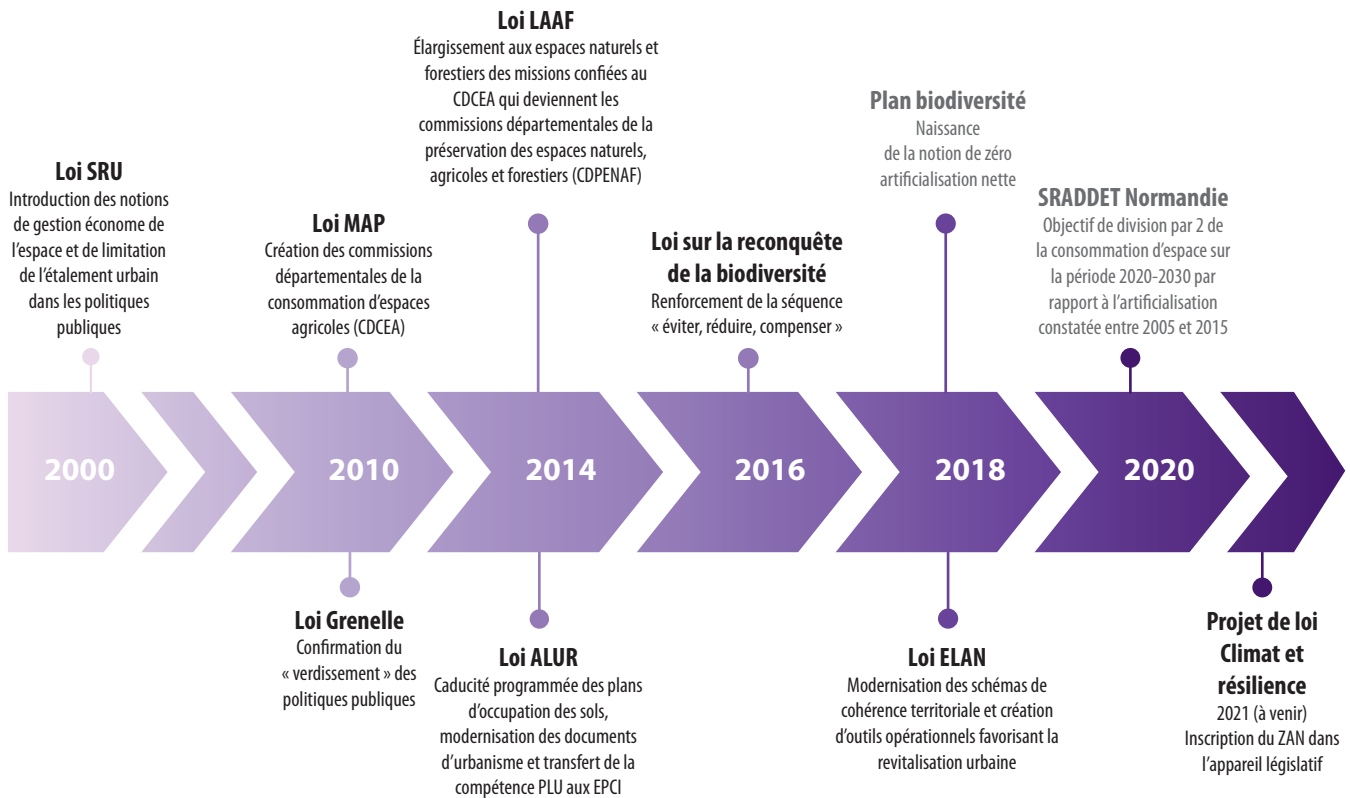 Loi SRU
Introduction des notions
de gestion économe de
l’espace et de limitation
de l’étalement urbain
dans les politiques
publiques
Loi MAP
Création des commissions
départementales de la
consommation d’espaces
agricoles (CDCEA)
Loi LAAF
Élargissement aux espaces naturels et
forestiers des missions confiées au
CDCEA qui deviennent les
commissions départementales de la
préservation des espaces naturels,
agricoles et forestiers (CDPENAF)
Loi sur la reconquête
de la biodiversité
Renforcement de la séquence
« éviter, réduire, compenser »
Plan biodiversité
Naissance
de la notion de zéro
artificialisation nette
SRADDET Normandie
Objectif de division par 2 de
la consommation d’espace sur
la période 2020-2030 par
rapport à l’artificialisation
constatée entre 2005 et 2015
2000
2010
2014
2016
2018
2020
Loi Grenelle
Confirmation du
« verdissement » des
politiques publiques
Loi ALUR
Caducité programmée des plans
d’occupation des sols,
modernisation des documents
d’urbanisme et transfert de la
compétence PLU aux EPCI
Loi ELAN
Modernisation des schémas de
cohérence territoriale et création
d’outils opérationnels favorisant la
revitalisation urbaine
Projet de loi
Climat et
résilience
2021 (à venir)
Inscription du ZAN dans
l’appareil législatif